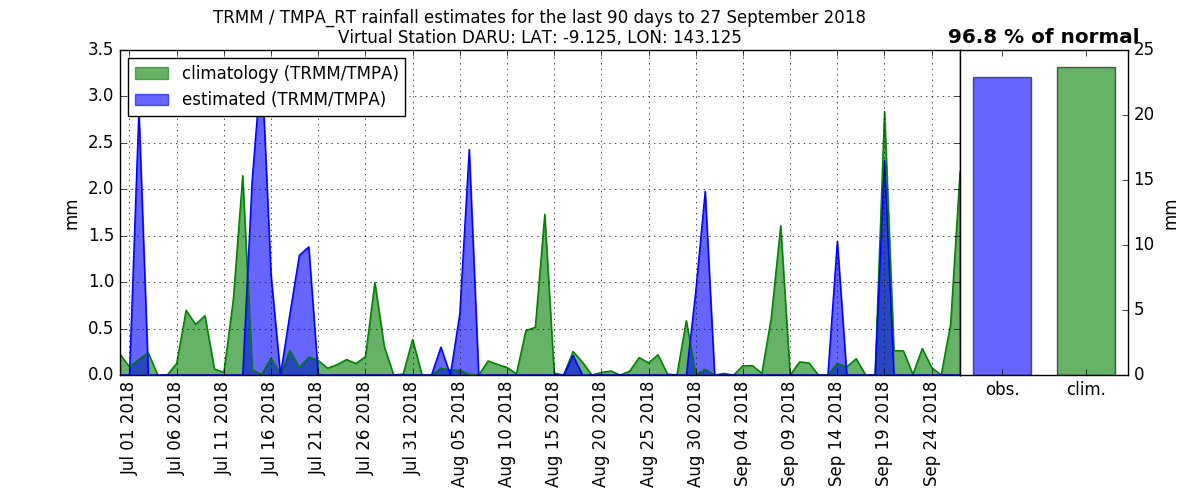 TRMM / TMPA_RT rainfall estimates for the last 90 days to 27 September 2018
Virtual Station DARU: LAT: -9.125, LON: 143.125
96.8 % of normal
climatology (TRMM/TMPA)
estimated (TRMM/TMPA)
3.5
3.0
2.5
2.0
1.5
1.0
0.5
0.0
mm
Jul 01 2018
Jul 06 2018
Jul 11 2018
Jul 16 2018
Jul 21 2018
Jul 26 2018
Jul 31 2018
Aug 05 2018
Aug 10 2018
Aug 15 2018
Aug 20 2018
Aug 25 2018
Aug 30 2018
Sep 04 2018
Sep 09 2018
Sep 14 2018
Sep 19 2018
Sep 24 2018
obs.
clim.
25
20
15
10
5
0
mm